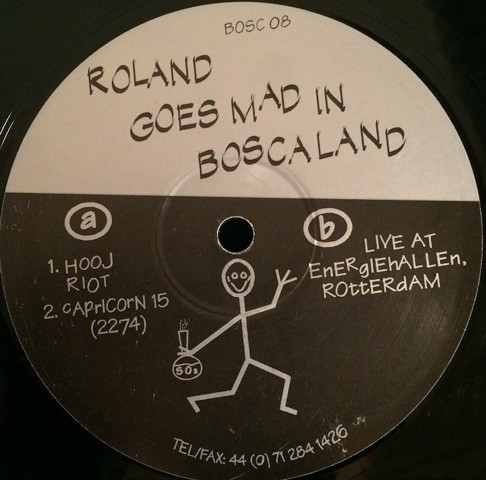 BOSC 08
ROLAND
GOES MAD IN
BOSCALAND
a
1. HOOJ
RIOT
2. CAPRICORN 15
(2274)
b
LIVE AT
EnERgIEhALLEn,
ROttERdAM
SO2
TEL/FAX: 44 (0) 71 284 1426